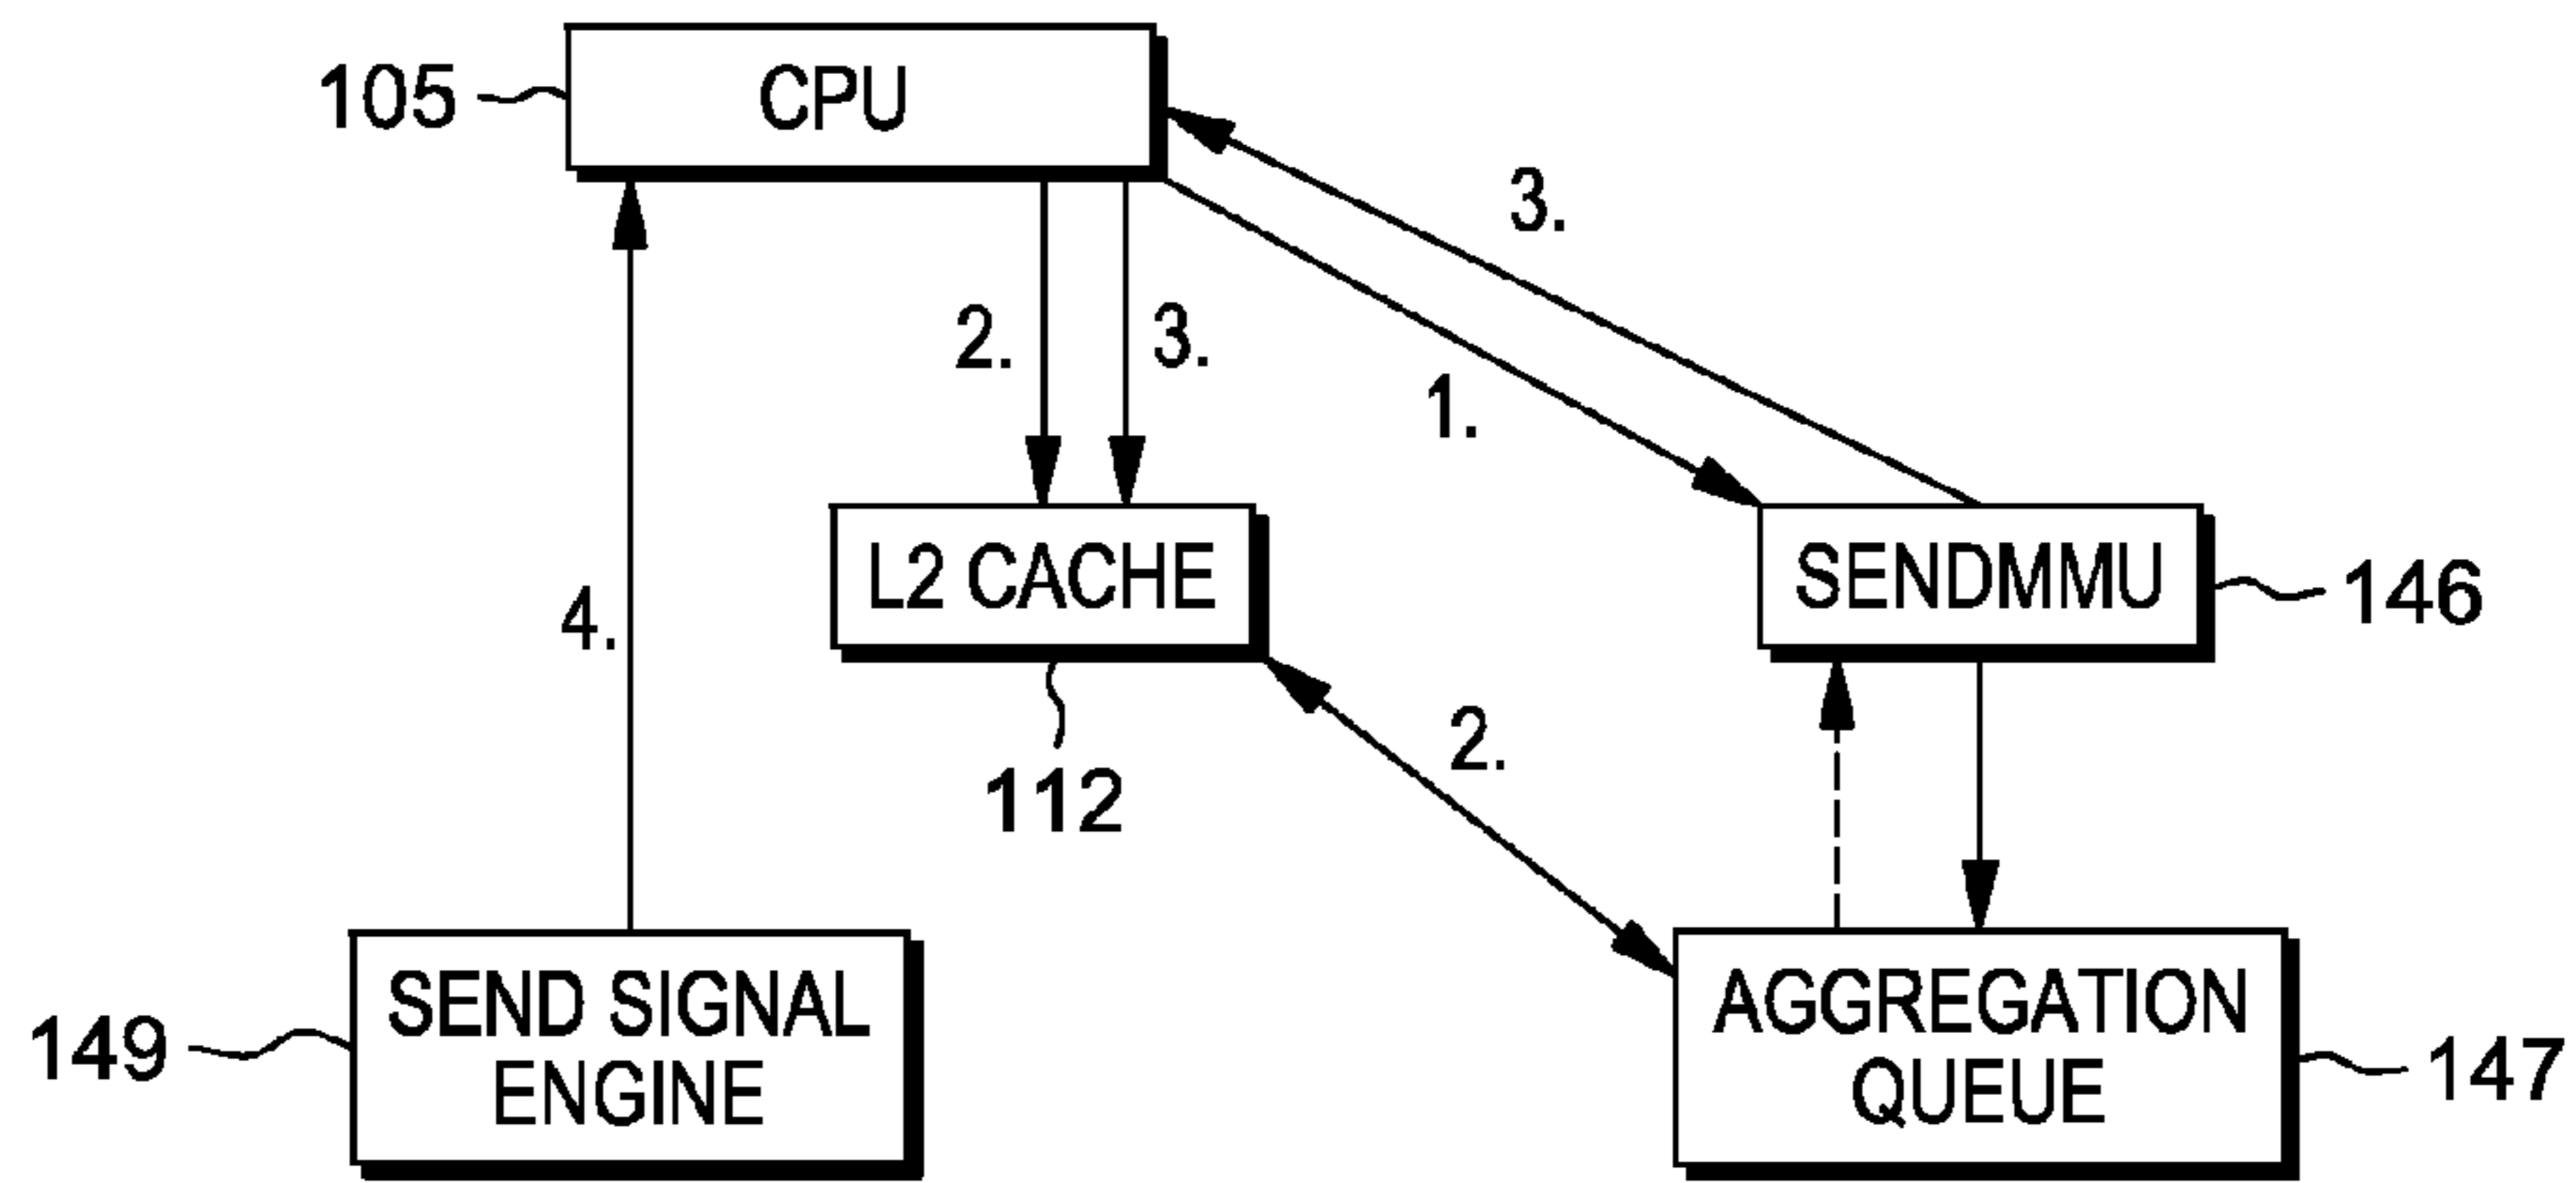 105
CPU
3.
2.
3.
1.
L2 CACHE
SENDMMU
146
4.
2.
112
SEND SIGNAL
ENGINE
149
AGGREGATION
QUEUE
147